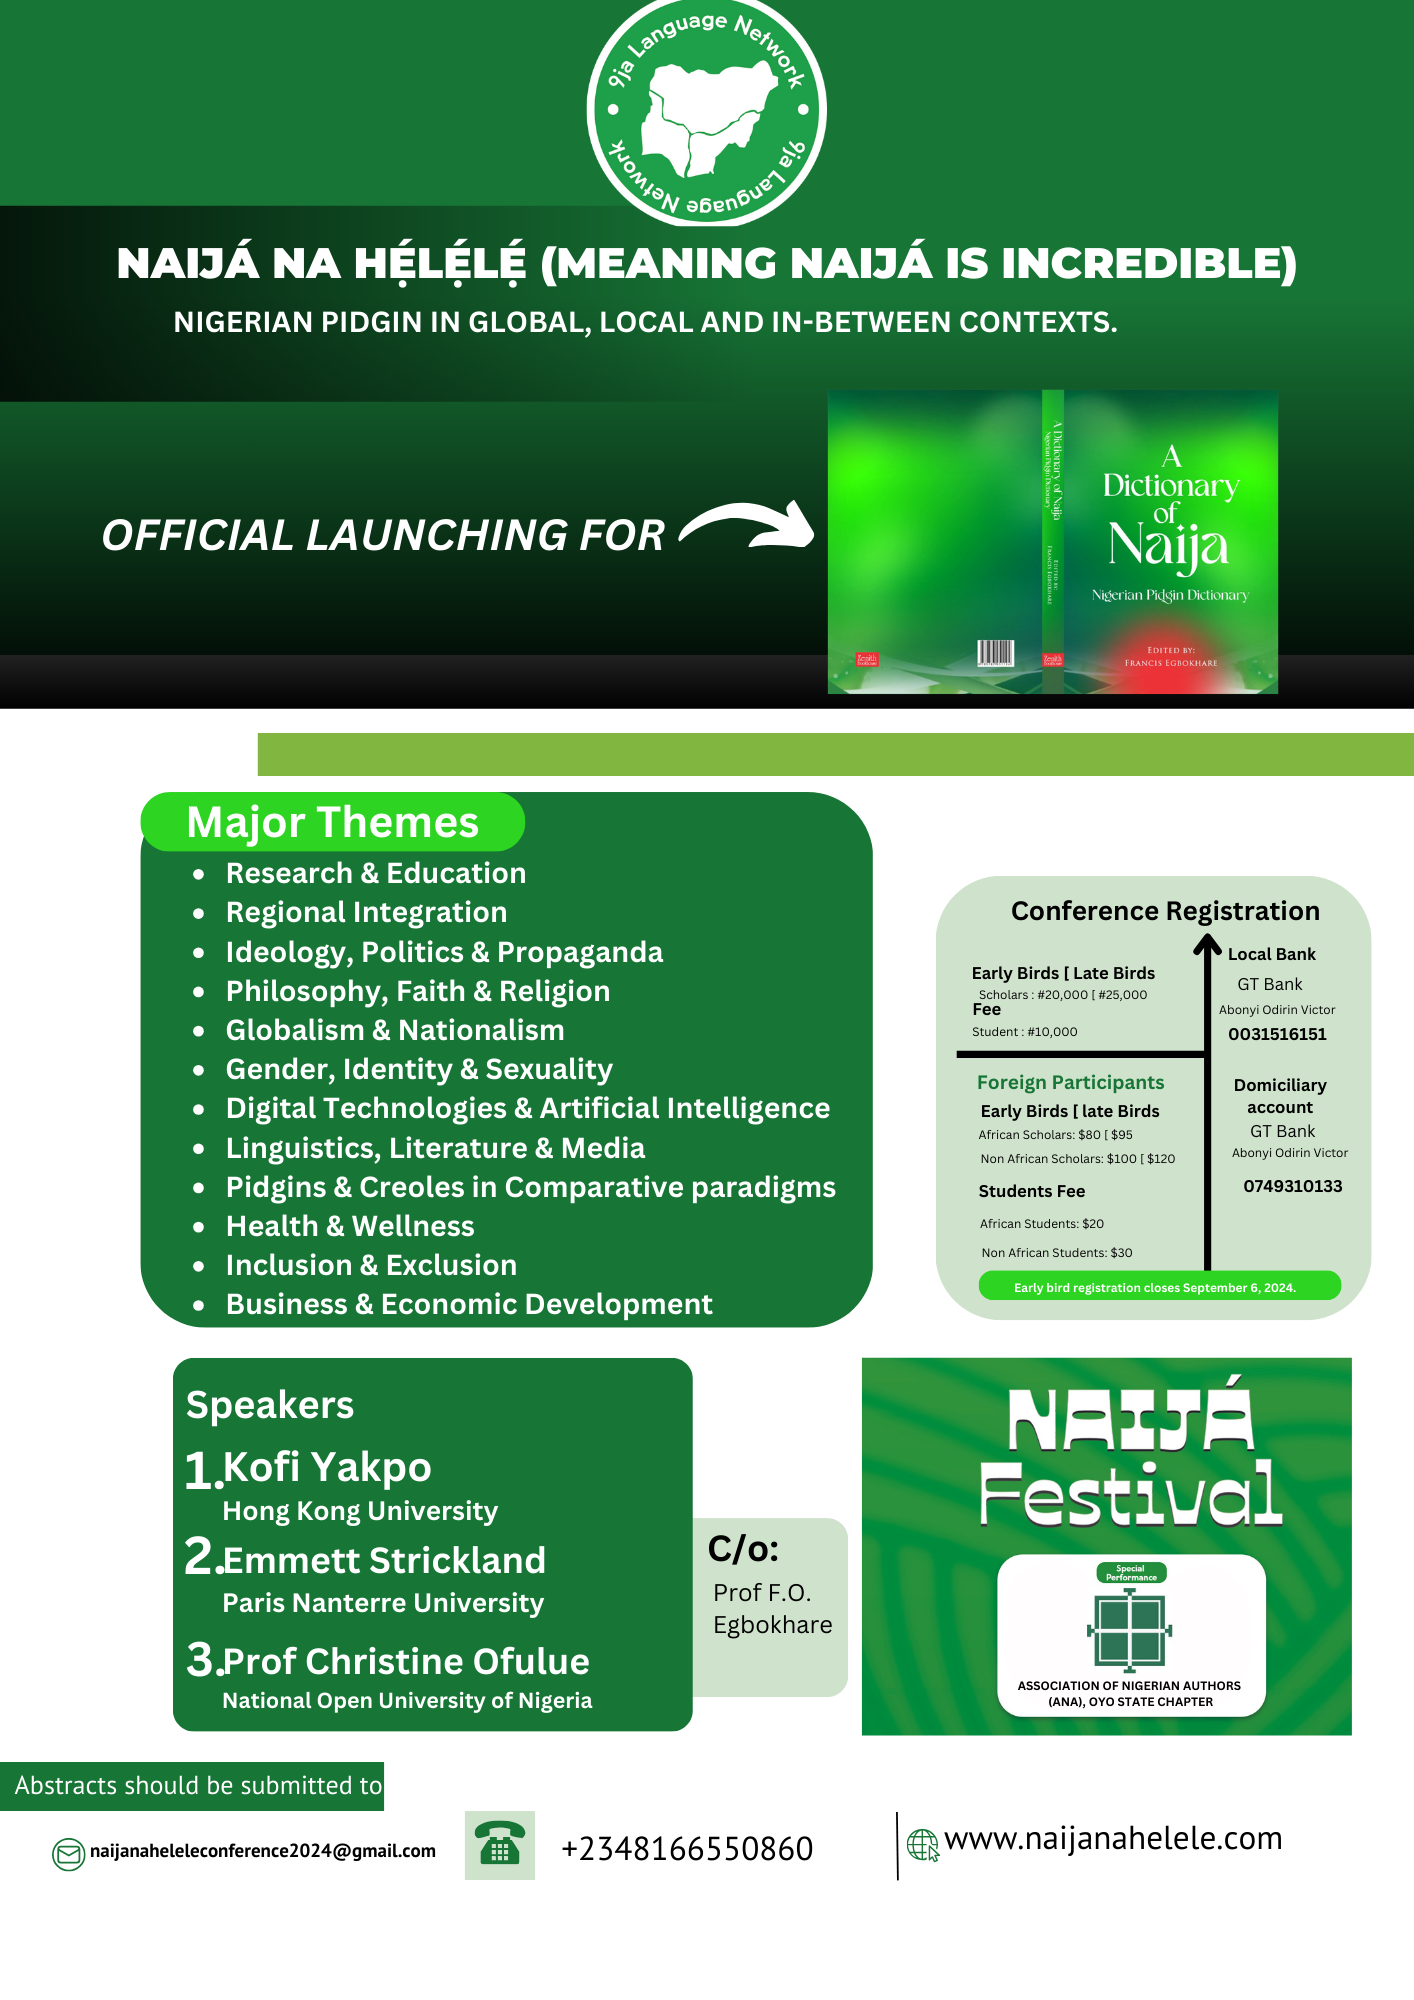 9ja Language Network
9ja Language Network
NAIJÁ NA HẸ́LẸ́LẸ́ (MEANING NAIJÁ IS INCREDIBLE)
NIGERIAN PIDGIN IN GLOBAL, LOCAL AND IN-BETWEEN CONTEXTS.
OFFICIAL LAUNCHING FOR
A Dictionary of Naija
Nigerian Pidgin Dictionary
EDITED BY:
FRANCIS EGBOKHARE
A
Dictionary
of
Naija
Nigerian Pidgin Dictionary
EDITED BY:
FRANCIS EGBOKHARE
Major Themes
• Research & Education
• Regional Integration
• Ideology, Politics & Propaganda
• Philosophy, Faith & Religion
• Globalism & Nationalism
• Gender, Identity & Sexuality
• Digital Technologies & Artificial Intelligence
• Linguistics, Literature & Media
• Pidgins & Creoles in Comparative paradigms
• Health & Wellness
• Inclusion & Exclusion
• Business & Economic Development
Conference Registration
Early Birds [ Late Birds
Scholars : #20,000 [ #25,000
Fee
Student : #10,000
Local Bank
GT Bank
Abonyi Odirin Victor
0031516151
Foreign Participants
Early Birds [ late Birds
African Scholars: $80 [ $95
Non African Scholars: $100 [ $120
Students Fee
African Students: $20
Non African Students: $30
Domiciliary
account
GT Bank
Abonyi Odirin Victor
0749310133
Early bird registration closes September 6, 2024.
Speakers
1.Kofi Yakpo
Hong Kong University
2.Emmett Strickland
Paris Nanterre University
3.Prof Christine Ofulue
National Open University of Nigeria
C/o:
Prof F.O.
Egbokhare
NAIJÁ
Festival
Special
Performance
ASSOCIATION OF NIGERIAN AUTHORS
(ANA), OYO STATE CHAPTER
Abstracts should be submitted to
naijanaheleleconference2024@gmail.com
+2348166550860
www.naijanahelele.com